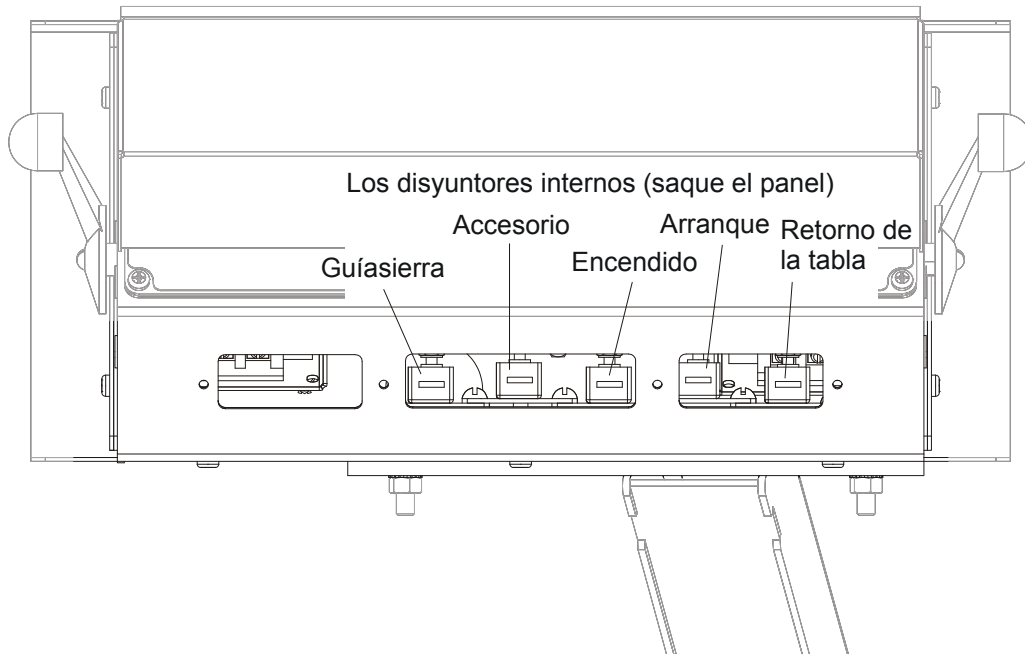 Los disyuntores internos (saque el panel)
Guíasierra
Accesorio
Encendido
Arranque
Retorno de
la tabla